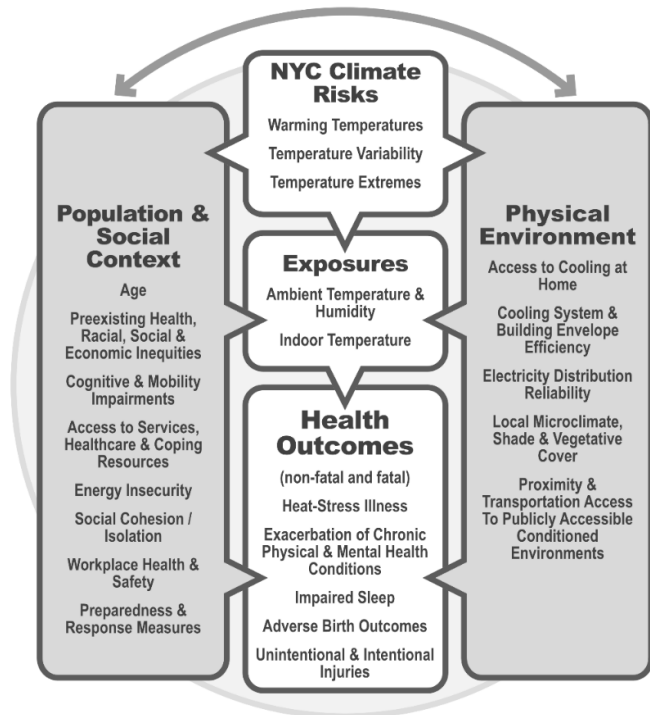 NYC Climate
Risks
Warming Temperatures
Temperature Variability
Temperature Extremes
Population &
Social
Context
Age
Preexisting Health,
Racial, Social &
Economic Inequities
Cognitive & Mobility
Impairments
Access to Services,
Healthcare & Coping
Resources
Energy Insecurity
Social Cohesion /
Isolation
Workplace Health &
Safety
Preparedness &
Response Measures
Exposures
Ambient Temperature &
Humidity
Indoor Temperature
Health
Outcomes
(non-fatal and fatal)
Heat-Stress Illness
Exacerbation of Chronic
Physical & Mental Health
Conditions
Impaired Sleep
Adverse Birth Outcomes
Unintentional & Intentional
Injuries
Physical
Environment
Access to Cooling at
Home
Cooling System &
Building Envelope
Efficiency
Electricity Distribution
Reliability
Local Microclimate,
Shade & Vegetative
Cover
Proximity &
Transportation Access
To Publicly Accessible
Conditioned
Environments